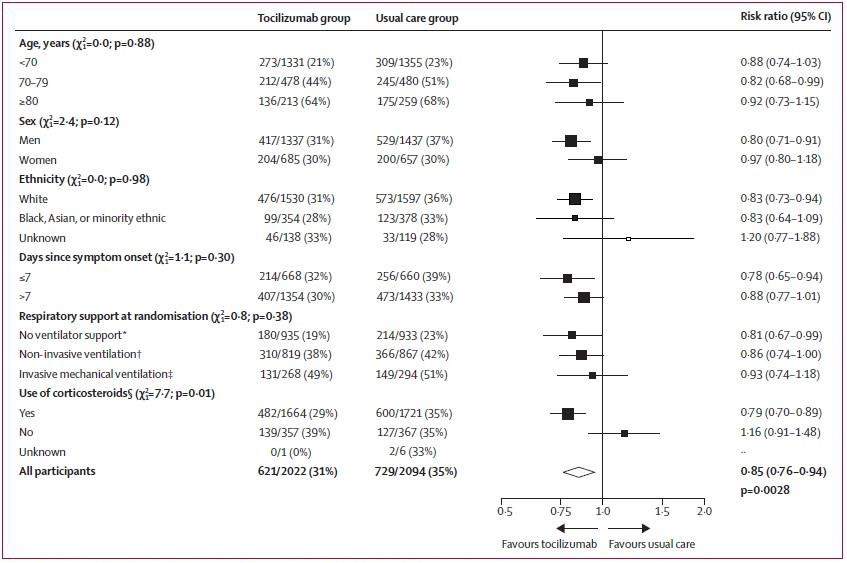 Tocilizumab group Usual care group Risk ratio (95% CI)
Age, years (χ²₁=0·0; p=0·88)
<70 273/1331 (21%) 309/1355 (23%) 0·88 (0·74–1·03)
70–79 212/478 (44%) 245/480 (51%) 0·82 (0·68–0·99)
≥80 136/213 (64%) 175/259 (68%) 0·92 (0·73–1·15)
Sex (χ²₁=2·4; p=0·12)
Men 417/1337 (31%) 529/1437 (37%) 0·80 (0·71–0·91)
Women 204/685 (30%) 200/657 (30%) 0·97 (0·80–1·18)
Ethnicity (χ²₁=0·0; p=0·98)
White 476/1530 (31%) 573/1597 (36%) 0·83 (0·73–0·94)
Black, Asian, or minority ethnic 99/354 (28%) 123/378 (33%) 0·83 (0·64–1·09)
Unknown 46/138 (33%) 33/119 (28%) 1·20 (0·77–1·88)
Days since symptom onset (χ²₁=1·1; p=0·30)
≤7 214/668 (32%) 256/660 (39%) 0·78 (0·65–0·94)
>7 407/1354 (30%) 473/1433 (33%) 0·88 (0·77–1·01)
Respiratory support at randomisation (χ²₁=0·8; p=0·38)
No ventilator support* 180/935 (19%) 214/933 (23%) 0·81 (0·67–0·99)
Non-invasive ventilation† 310/819 (38%) 366/867 (42%) 0·86 (0·74–1·00)
Invasive mechanical ventilation‡ 131/268 (49%) 149/294 (51%) 0·93 (0·74–1·18)
Use of corticosteroids§ (χ²₁=7·7; p=0·01)
Yes 482/1664 (29%) 600/1721 (35%) 0·79 (0·70–0·89)
No 139/357 (39%) 127/367 (35%) 1·16 (0·91–1·48)
Unknown 0/1 (0%) 2/6 (33%) ··
All participants 621/2022 (31%) 729/2094 (35%) 0·85 (0·76–0·94)
p=0·0028
0·5 0·75 1·0 1·5 2·0
Favours tocilizumab Favours usual care